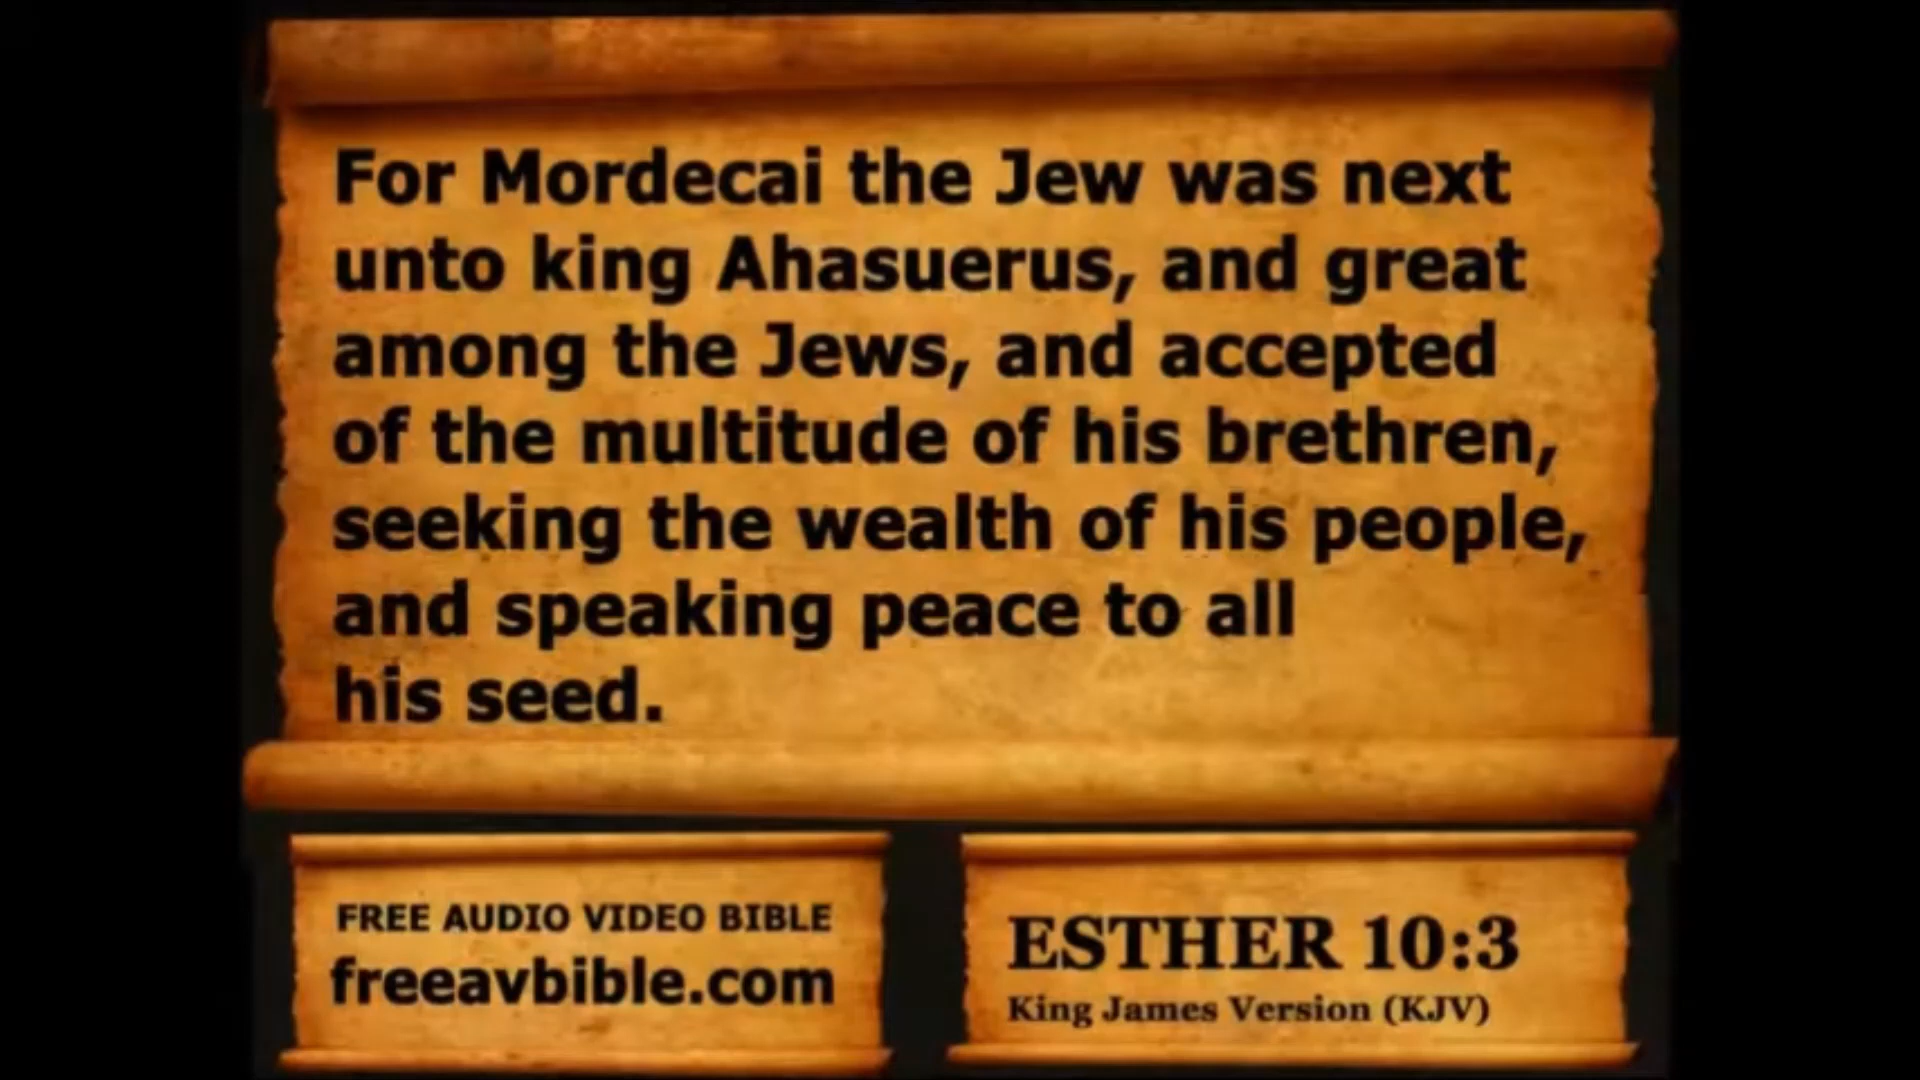 For Mordecai the Jew was next
unto king Ahasuerus, and great
among the Jews, and accepted
of the multitude of his brethren,
seeking the wealth of his people,
and speaking peace to all
his seed.
FREE AUDIO VIDEO BIBLE
freeavbible.com
ESTHER 10:3
King James Version (KJV)